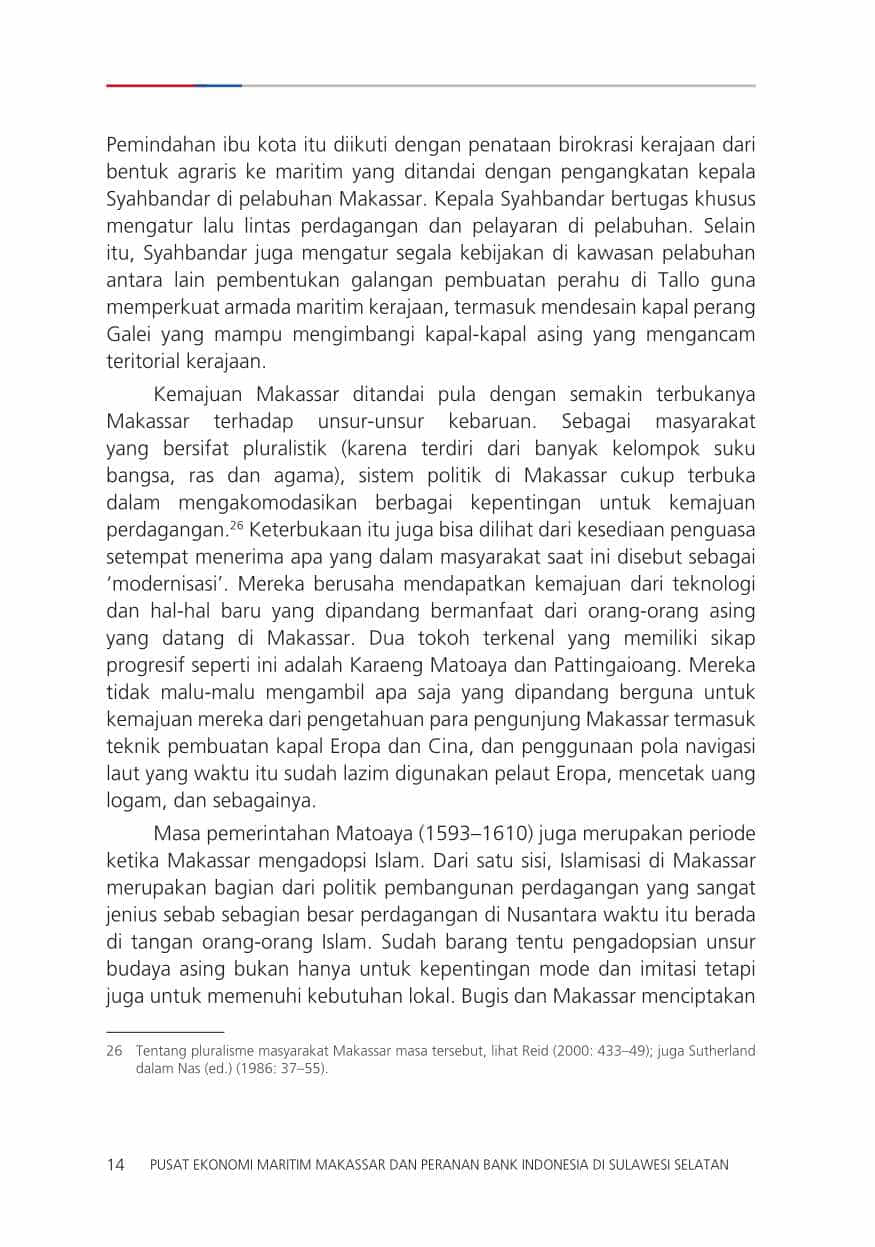 Pemindahan ibu kota itu diikuti dengan penataan birokrasi kerajaan dari
bentuk agraris ke maritim yang ditandai dengan pengangkatan kepala
Syahbandar di pelabuhan Makassar. Kepala Syahbandar bertugas khusus
mengatur lalu lintas perdagangan dan pelayaran di pelabuhan. Selain
itu, Syahbandar juga mengatur segala kebijakan di kawasan pelabuhan
antara lain pembentukan galangan pembuatan perahu di Tallo guna
memperkuat armada maritim kerajaan, termasuk mendesain kapal perang
Galei yang mampu mengimbangi kapal-kapal asing yang mengancam
teritorial kerajaan.
Kemajuan Makassar ditandai pula dengan semakin terbukanya
Makassar terhadap unsur-unsur kebaruan. Sebagai masyarakat
yang bersifat pluralistik (karena terdiri dari banyak kelompok suku
bangsa, ras dan agama), sistem politik di Makassar cukup terbuka
dalam mengakomodasikan berbagai kepentingan untuk kemajuan
perdagangan.26 Keterbukaan itu juga bisa dilihat dari kesediaan penguasa
setempat menerima apa yang dalam masyarakat saat ini disebut sebagai
‘modernisasi’. Mereka berusaha mendapatkan kemajuan dari teknologi
dan hal-hal baru yang dipandang bermanfaat dari orang-orang asing
yang datang di Makassar. Dua tokoh terkenal yang memiliki sikap
progresif seperti ini adalah Karaeng Matoaya dan Pattingaioang. Mereka
tidak malu-malu mengambil apa saja yang dipandang berguna untuk
kemajuan mereka dari pengetahuan para pengunjung Makassar termasuk
teknik pembuatan kapal Eropa dan Cina, dan penggunaan pola navigasi
laut yang waktu itu sudah lazim digunakan pelaut Eropa, mencetak uang
logam, dan sebagainya.
Masa pemerintahan Matoaya (1593–1610) juga merupakan periode
ketika Makassar mengadopsi Islam. Dari satu sisi, Islamisasi di Makassar
merupakan bagian dari politik pembangunan perdagangan yang sangat
jenius sebab sebagian besar perdagangan di Nusantara waktu itu berada
di tangan orang-orang Islam. Sudah barang tentu pengadopsian unsur
budaya asing bukan hanya untuk kepentingan mode dan imitasi tetapi
juga untuk memenuhi kebutuhan lokal. Bugis dan Makassar menciptakan
26 Tentang pluralisme masyarakat Makassar masa tersebut, lihat Reid (2000: 433–49); juga Sutherland
dalam Nas (ed.) (1986: 37–55).
14 PUSAT EKONOMI MARITIM MAKASSAR DAN PERANAN BANK INDONESIA DI SULAWESI SELATAN